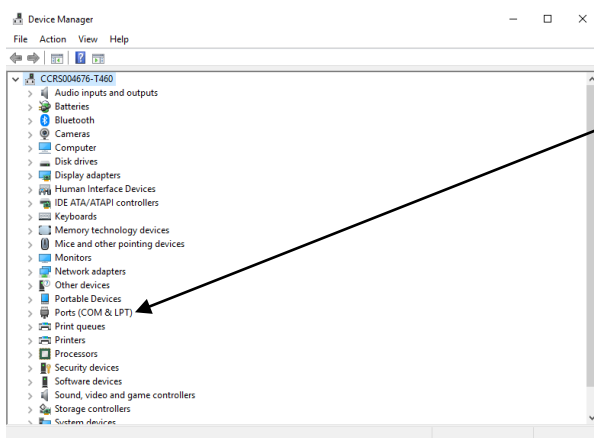 Device Manager
File Action View Help
CCRS004676-T460
Audio inputs and outputs
Batteries
Bluetooth
Cameras
Computer
Disk drives
Display adapters
Human Interface Devices
IDE ATA/ATAPI controllers
Keyboards
Memory technology devices
Mice and other pointing devices
Monitors
Network adapters
Other devices
Portable Devices
Ports (COM & LPT)
Print queues
Printers
Processors
Security devices
Software devices
Sound, video and game controllers
Storage controllers
System devices